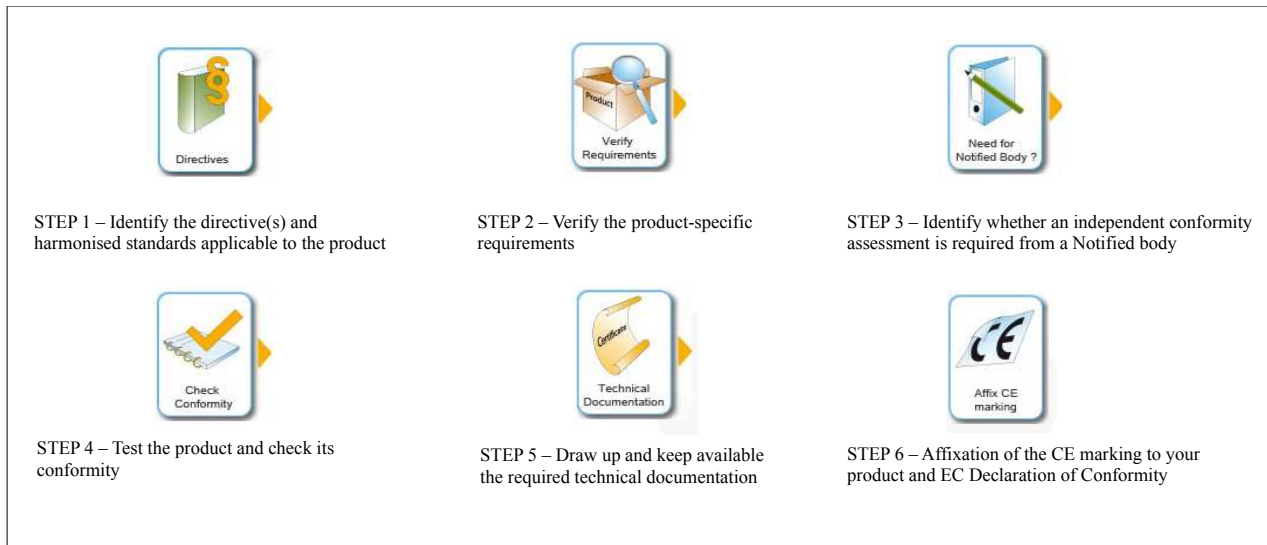 Directives
STEP 1 – Identify the directive(s) and
harmonised standards applicable to the product
Product
Verify
Requirements
STEP 2 – Verify the product-specific
requirements
Need for
Notified Body ?
STEP 3 – Identify whether an independent conformity
assessment is required from a Notified body
Check
Conformity
STEP 4 – Test the product and check its
conformity
Certificate
Technical
Documentation
STEP 5 – Draw up and keep available
the required technical documentation
CE
Affix CE
marking
STEP 6 – Affixation of the CE marking to your
product and EC Declaration of Conformity